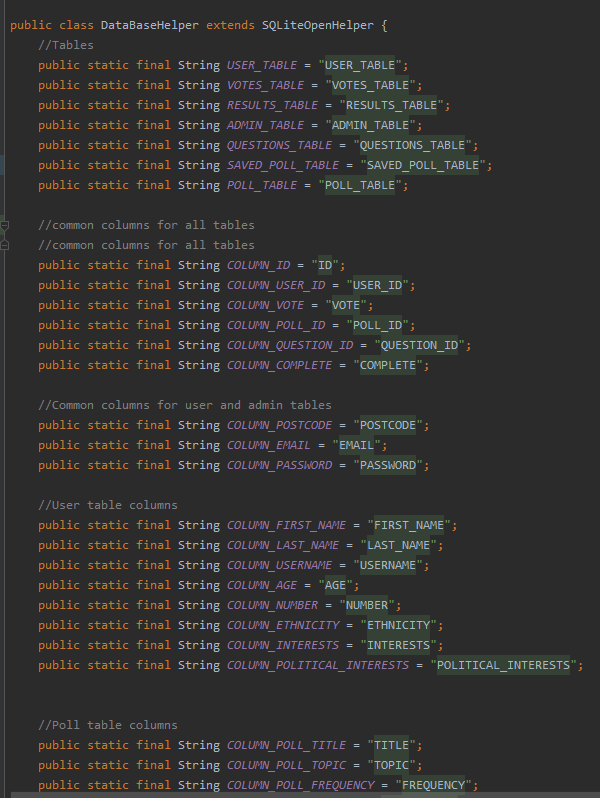 public class DataBaseHelper extends SQLiteOpenHelper {
//Tables
public static final String USER_TABLE = "USER_TABLE";
public static final String VOTES_TABLE = "VOTES_TABLE";
public static final String RESULTS_TABLE = "RESULTS_TABLE";
public static final String ADMIN_TABLE = "ADMIN_TABLE";
public static final String QUESTIONS_TABLE = "QUESTIONS_TABLE";
public static final String SAVED_POLL_TABLE = "SAVED_POLL_TABLE";
public static final String POLL_TABLE = "POLL_TABLE";
//common columns for all tables
//common columns for all tables
public static final String COLUMN_ID = "ID";
public static final String COLUMN_USER_ID = "USER_ID";
public static final String COLUMN_VOTE = "VOTE";
public static final String COLUMN_POLL_ID = "POLL_ID";
public static final String COLUMN_QUESTION_ID = "QUESTION_ID";
public static final String COLUMN_COMPLETE = "COMPLETE";
//Common columns for user and admin tables
public static final String COLUMN_POSTCODE = "POSTCODE";
public static final String COLUMN_EMAIL = "EMAIL";
public static final String COLUMN_PASSWORD = "PASSWORD";
//User table columns
public static final String COLUMN_FIRST_NAME = "FIRST_NAME";
public static final String COLUMN_LAST_NAME = "LAST_NAME";
public static final String COLUMN_USERNAME = "USERNAME";
public static final String COLUMN_AGE = "AGE";
public static final String COLUMN_NUMBER = "NUMBER";
public static final String COLUMN_ETHNICITY = "ETHNICITY";
public static final String COLUMN_INTERESTS = "INTERESTS";
public static final String COLUMN_POLITICAL_INTERESTS = "POLITICAL_INTERESTS";
//Poll table columns
public static final String COLUMN_POLL_TITLE = "TITLE";
public static final String COLUMN_POLL_TOPIC = "TOPIC";
public static final String COLUMN_POLL_FREQUENCY = "FREQUENCY";